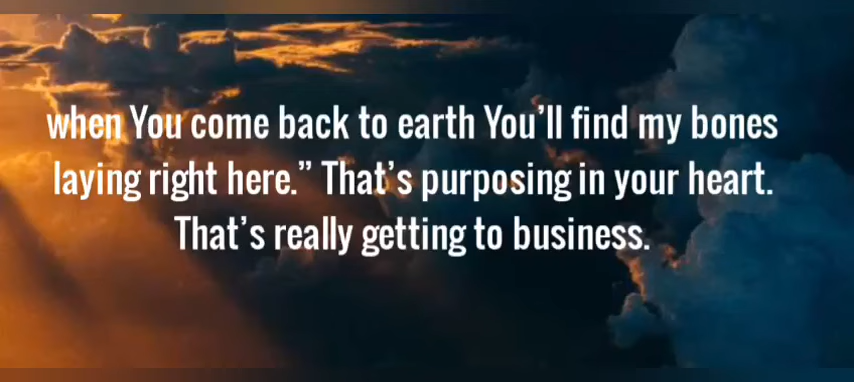 when You come back to earth You’ll find my bones
laying right here.” That’s purposing in your heart.
That’s really getting to business.